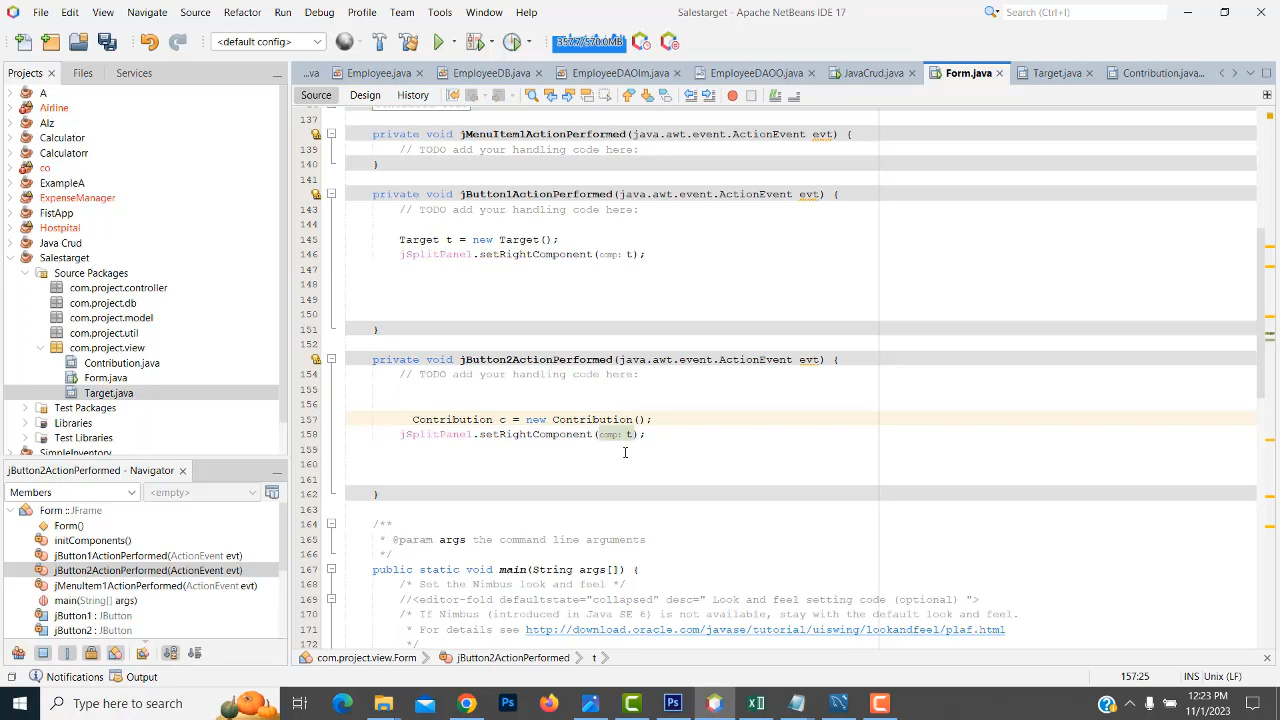 File Edit View Navigate Source Refactor Run Debug Profile Team Tools Window Help
Salestarget - Apache NetBeans IDE 17
Search (Ctrl+I)
<default config>
357.7/570.0MB
Projects Files Services
...va Employee.java EmployeeDB.java EmployeeDAOIm.java EmployeeDAOO.java JavaCrud.java Form.java Target.java Contribution.java...
Source Design History
A
Airline
Alz
Calculator
Calculatorr
co
ExampleA
ExpenseManager
FistApp
Hostpital
Java Crud
Salestarget
Source Packages
com.project.controller
com.project.db
com.project.model
com.project.util
com.project.view
Contribution.java
Form.java
Target.java
Test Packages
Libraries
Test Libraries
SimpleInventory
137
private void jMenuItem1ActionPerformed(java.awt.event.ActionEvent evt) {
139 // TODO add your handling code here:
140 }
141
private void jButton1ActionPerformed(java.awt.event.ActionEvent evt) {
143 // TODO add your handling code here:
144
145 Target t = new Target();
146 jSplitPane1.setRightComponent(comp: t);
147
148
149
150
151 }
152
private void jButton2ActionPerformed(java.awt.event.ActionEvent evt) {
154 // TODO add your handling code here:
155
156
157 Contribution c = new Contribution();
158 jSplitPane1.setRightComponent(comp: t);
159
160
161
162 }
163
164 /**
165 * @param args the command line arguments
166 */
167 public static void main(String args[]) {
168 /* Set the Nimbus look and feel */
169 //<editor-fold defaultstate="collapsed" desc=" Look and feel setting code (optional) ">
170 /* If Nimbus (introduced in Java SE 6) is not available, stay with the default look and feel.
171 * For details see http://download.oracle.com/javase/tutorial/uiswing/lookandfeel/plaf.html
172 */
jButton2ActionPerformed - Navigator
Members <empty>
Form :: JFrame
Form()
initComponents()
jButton1ActionPerformed(ActionEvent evt)
jButton2ActionPerformed(ActionEvent evt)
jMenuItem1ActionPerformed(ActionEvent evt)
main(String[] args)
jButton1 : JButton
jButton2 : JButton
com.project.view.Form jButton2ActionPerformed t
Notifications Output
157:25 INS Unix (LF)
Type here to search
12:23 PM
11/1/2023